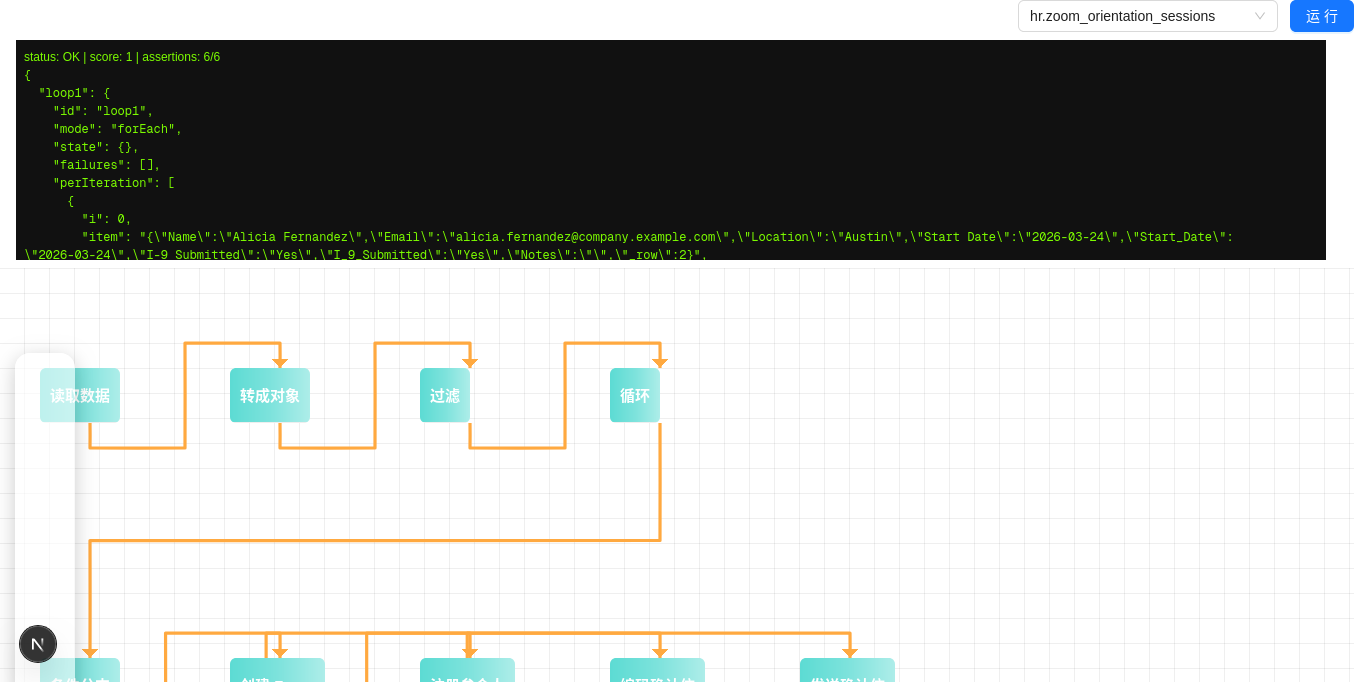 hr.zoom_orientation_sessions
运 行
status: OK | score: 1 | assertions: 6/6
{
"loop1": {
"id": "loop1",
"mode": "forEach",
"state": {},
"failures": [],
"perIteration": [
{
"i": 0,
"item": "{\"Name\":\"Alicia Fernandez\",\"Email\":\"alicia.fernandez@company.example.com\",\"Location\":\"Austin\",\"Start Date\":\"2026-03-24\",\"Start_Date\":
\"2026-03-24\",\"I-9 Submitted\":\"Yes\",\"I_9_Submitted\":\"Yes\",\"Notes\":\"\",\"_row\":2}",
读取数据
转成对象
过滤
循环
N